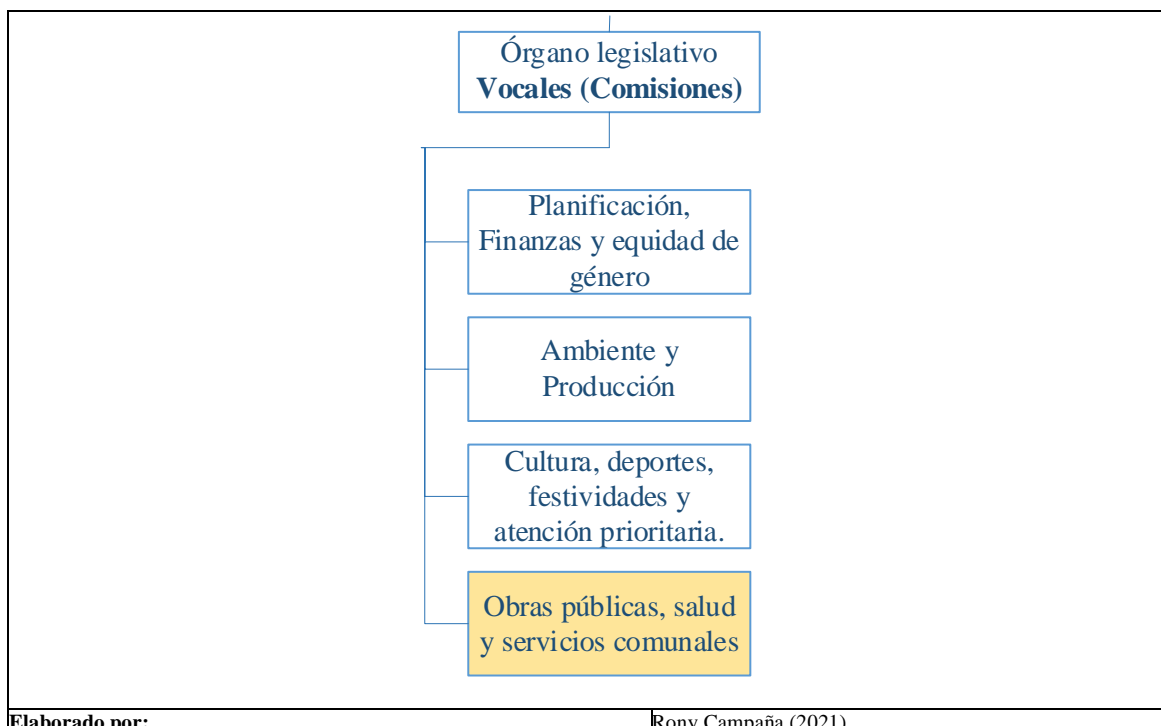 Órgano legislativo
Vocales (Comisiones)
Planificación,
Finanzas y equidad de
género
Ambiente y
Producción
Cultura, deportes,
festividades y
atención prioritaria.
Obras públicas, salud
y servicios comunales
Elaborado por: Rony Campaña (2021)